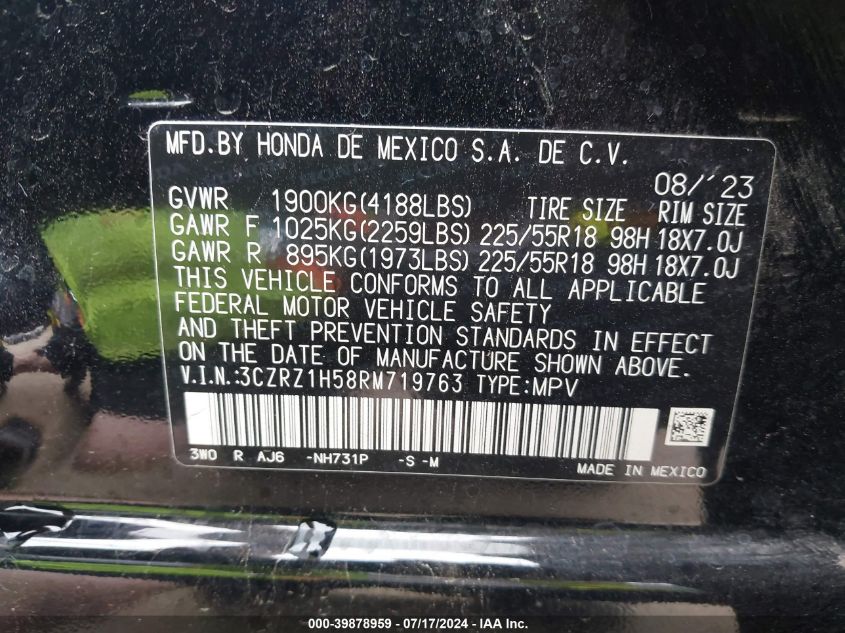 MFD.BY HONDA DE MEXICO S.A. DE C.V.
08/'23
GVWR 1900KG(4188LBS) TIRE SIZE RIM SIZE
GAWR F 1025KG(2259LBS) 225/55R18 98H 18X7.0J
GAWR R 895KG(1973LBS) 225/55R18 98H 18X7.0J
THIS VEHICLE CONFORMS TO ALL APPLICABLE
FEDERAL MOTOR VEHICLE SAFETY
AND THEFT PREVENTION STANDARDS IN EFFECT
ON THE DATE OF MANUFACTURE SHOWN ABOVE.
V.I.N.:3CZRZ1H58RM719763 TYPE:MPV
3W0 R AJ6 -NH731P -S -M
MADE IN MEXICO
000-39878959 - 07/17/2024 - IAA Inc.